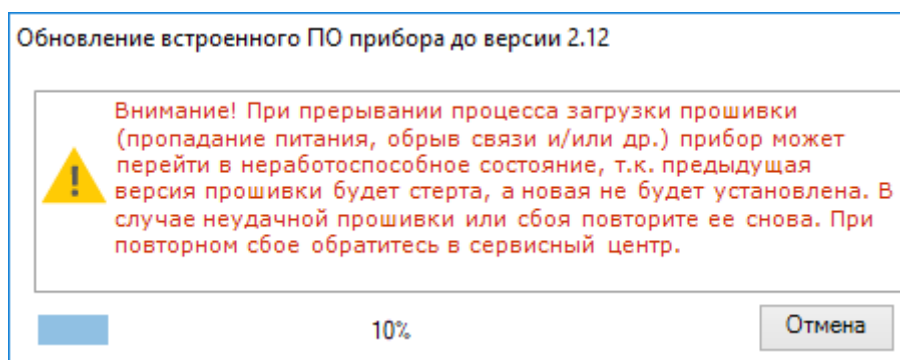 Обновление встроенного ПО прибора до версии 2.12
Внимание! При прерывании процесса загрузки прошивки
(пропадание питания, обрыв связи и/или др.) прибор может
перейти в неработоспособное состояние, т.к. предыдущая
версия прошивки будет стерта, а новая не будет установлена. В
случае неудачной прошивки или сбоя повторите ее снова. При
повторном сбое обратитесь в сервисный центр.
10%
Отмена